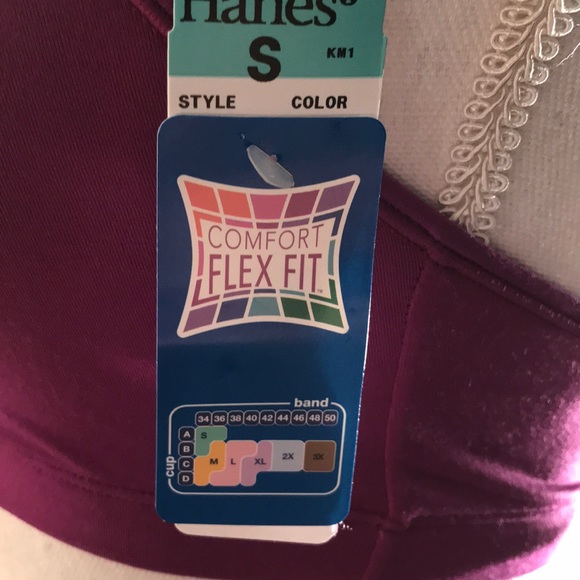 Hanes®
S KM1
STYLE COLOR
COMFORT
FLEX FIT™
band
34 36 38 40 42 44 46 48 50
A S
B
C M L XL 2X 3X
D
cup